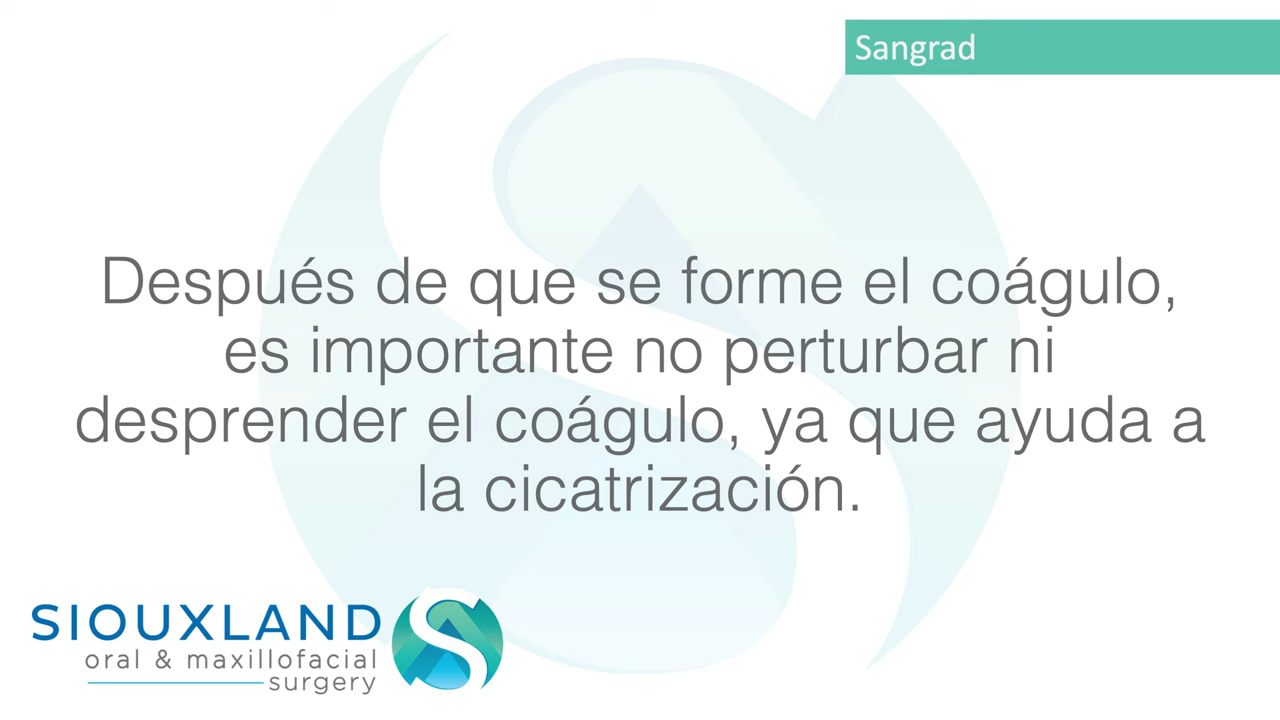 Sangrad
Después de que se forme el coágulo,
es importante no perturbar ni
desprender el coágulo, ya que ayuda a
la cicatrización.
SIOUXLAND
oral & maxillofacial
surgery